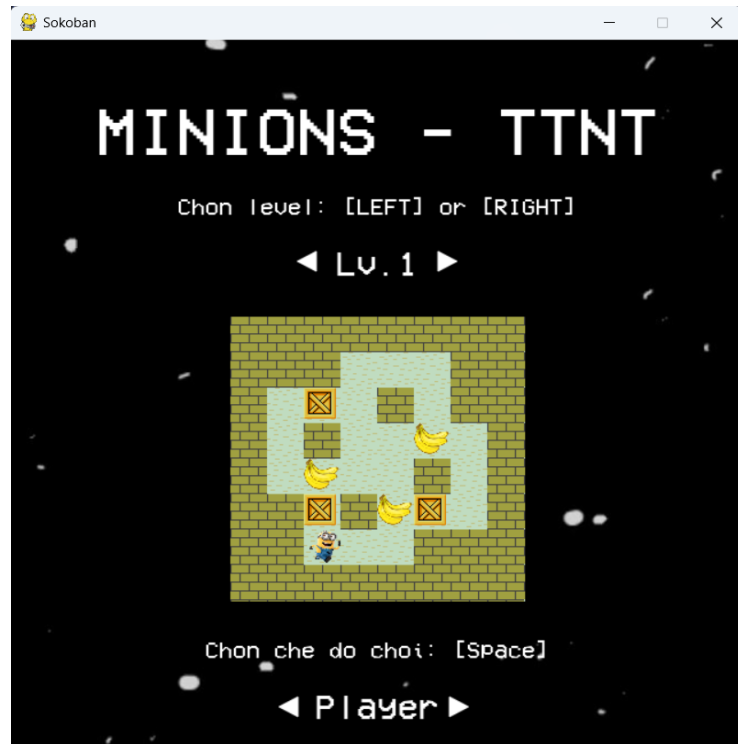 Sokoban
MINIONS - TTNT
Chon level: [LEFT] or [RIGHT]
Lv.1
Chon che do choi: [Space]
Player